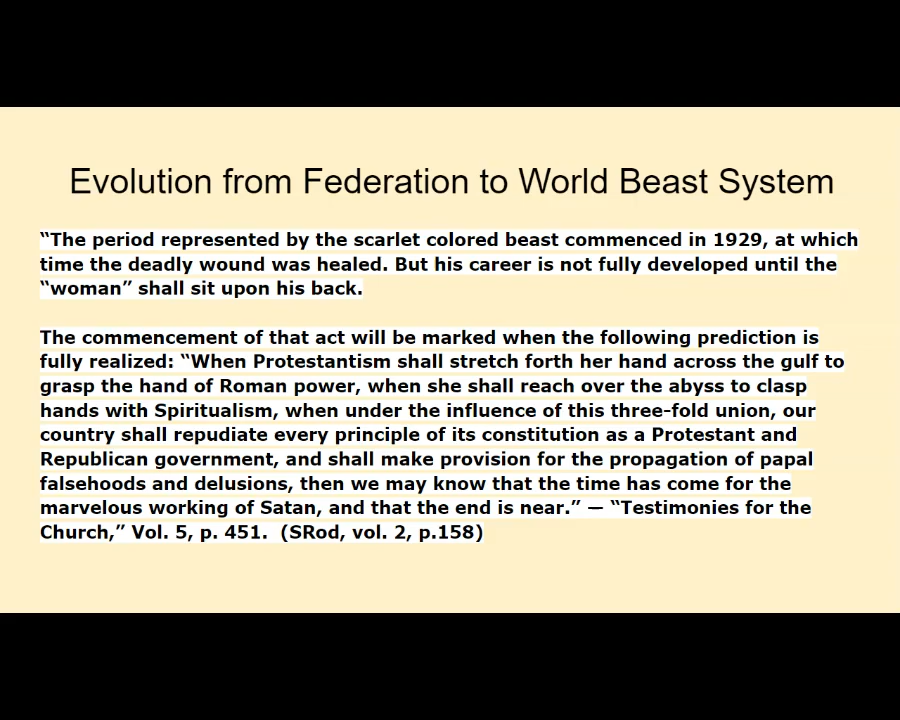 Evolution from Federation to World Beast System
“The period represented by the scarlet colored beast commenced in 1929, at which
time the deadly wound was healed. But his career is not fully developed until the
“woman” shall sit upon his back.
The commencement of that act will be marked when the following prediction is
fully realized: “When Protestantism shall stretch forth her hand across the gulf to
grasp the hand of Roman power, when she shall reach over the abyss to clasp
hands with Spiritualism, when under the influence of this three-fold union, our
country shall repudiate every principle of its constitution as a Protestant and
Republican government, and shall make provision for the propagation of papal
falsehoods and delusions, then we may know that the time has come for the
marvelous working of Satan, and that the end is near.” — “Testimonies for the
Church,” Vol. 5, p. 451.  (SRod, vol. 2, p.158)